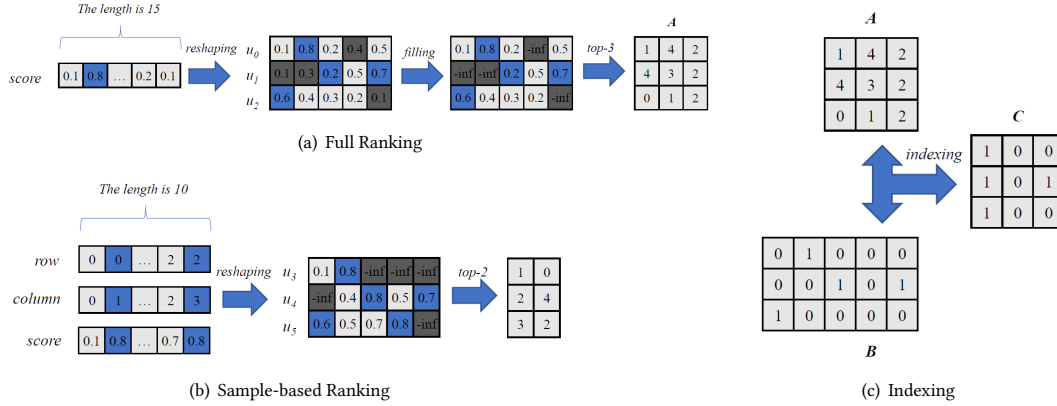 The length is 15
score 0.1 0.8 ... 0.2 0.1
reshaping
u0 0.1 0.8 0.2 0.4 0.5
u1 0.1 0.3 0.2 0.5 0.7
u2 0.6 0.4 0.3 0.2 0.1
filling
0.1 0.8 0.2 -inf 0.5
-inf -inf 0.2 0.5 0.7
0.6 0.4 0.3 0.2 -inf
top-3
A
1 4 2
4 3 2
0 1 2
(a) Full Ranking
The length is 10
row 0 0 ... 2 2
column 0 1 ... 2 3
score 0.1 0.8 ... 0.7 0.8
reshaping
u3 0.1 0.8 -inf -inf -inf
u4 -inf 0.4 0.8 0.5 0.7
u5 0.6 0.5 0.7 0.8 -inf
top-2
1 0
2 4
3 2
(b) Sample-based Ranking
A
1 4 2
4 3 2
0 1 2
indexing
C
1 0 0
1 0 1
1 0 0
0 1 0 0 0
0 0 1 0 1
1 0 0 0 0
B
(c) Indexing